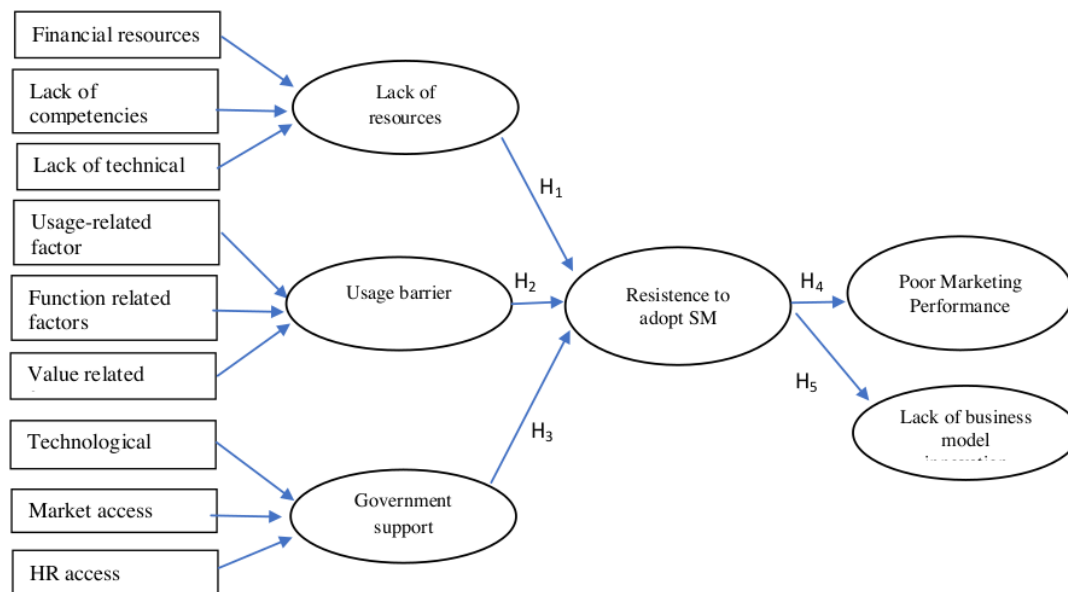 Financial resources
Lack of
competencies
Lack of technical
Usage-related
factor
Function related
factors
Value related
Technological
Market access
HR access
Lack of
resources
Usage barrier
Government
support
H1
H2
H3
Resistence to
adopt SM
H4
H5
Poor Marketing
Performance
Lack of business
model